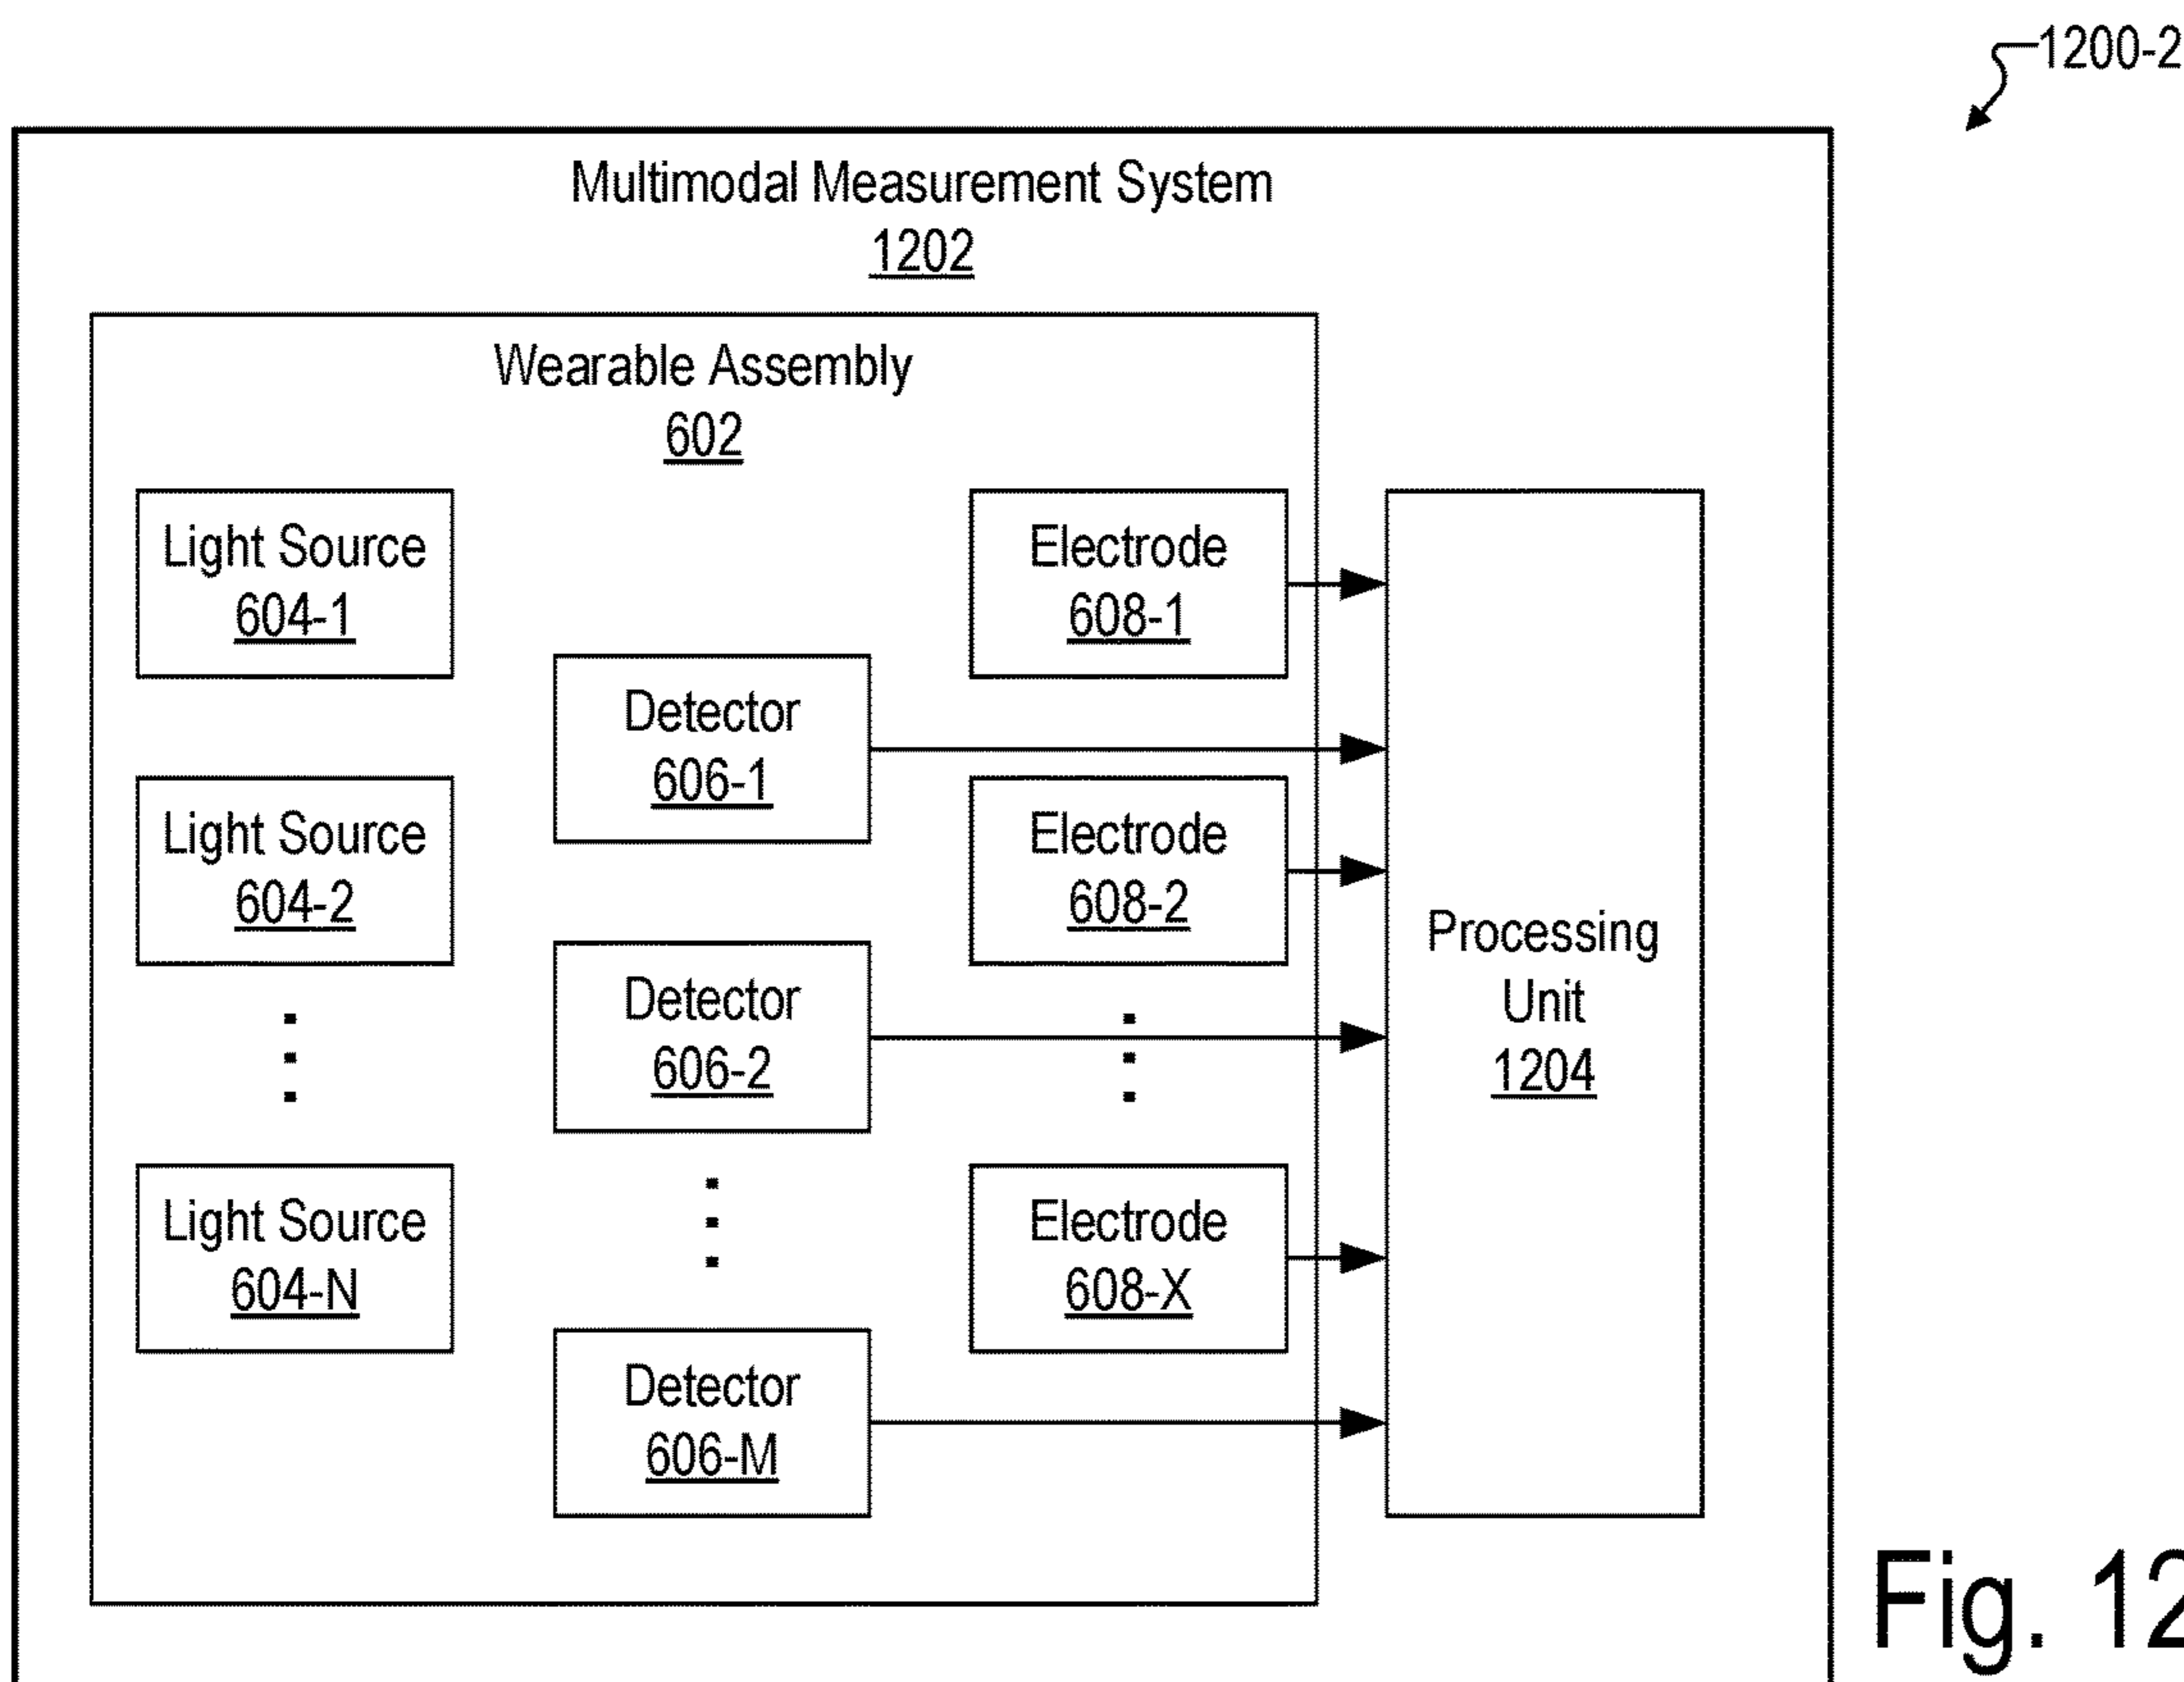 1200-2
Multimodal Measurement System
1202
Wearable Assembly
602
Light Source
604-1
Electrode
608-1
Detector
606-1
Light Source
604-2
Electrode
608-2
Processing
Unit
1204
Detector
606-2
Light Source
604-N
Electrode
608-X
Detector
606-M
Fig. 12